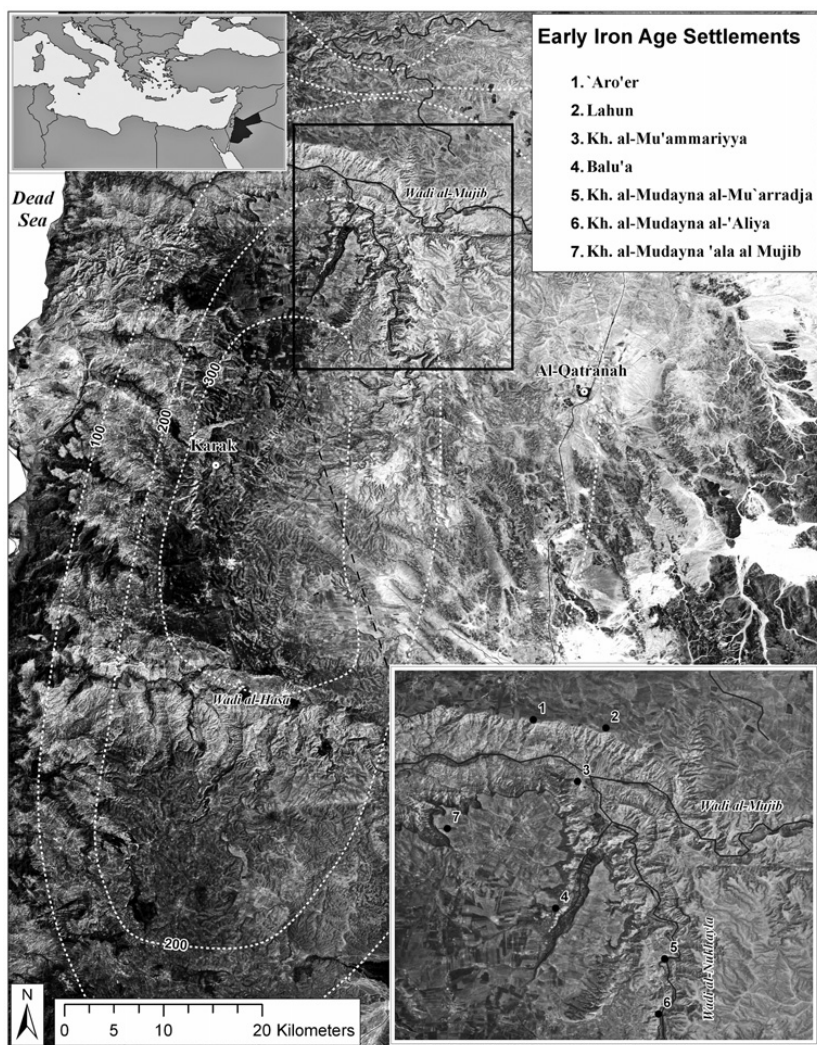 Early Iron Age Settlements
1. `Aro'er
2. Lahun
3. Kh. al-Mu'ammariyya
4. Balu'a
5. Kh. al-Mudayna al-Mu`arradja
6. Kh. al-Mudayna al-'Aliya
7. Kh. al-Mudayna 'ala al Mujib
Dead
Sea
Wadi al-Mujib
300
200
100
Al-Qatranah
Karak
Wadi al-Hasa
200
1
2
3
Wadi al-Mujib
7
4
5
Wadi al-Nukhayla
6
N
0 5 10 20 Kilometers